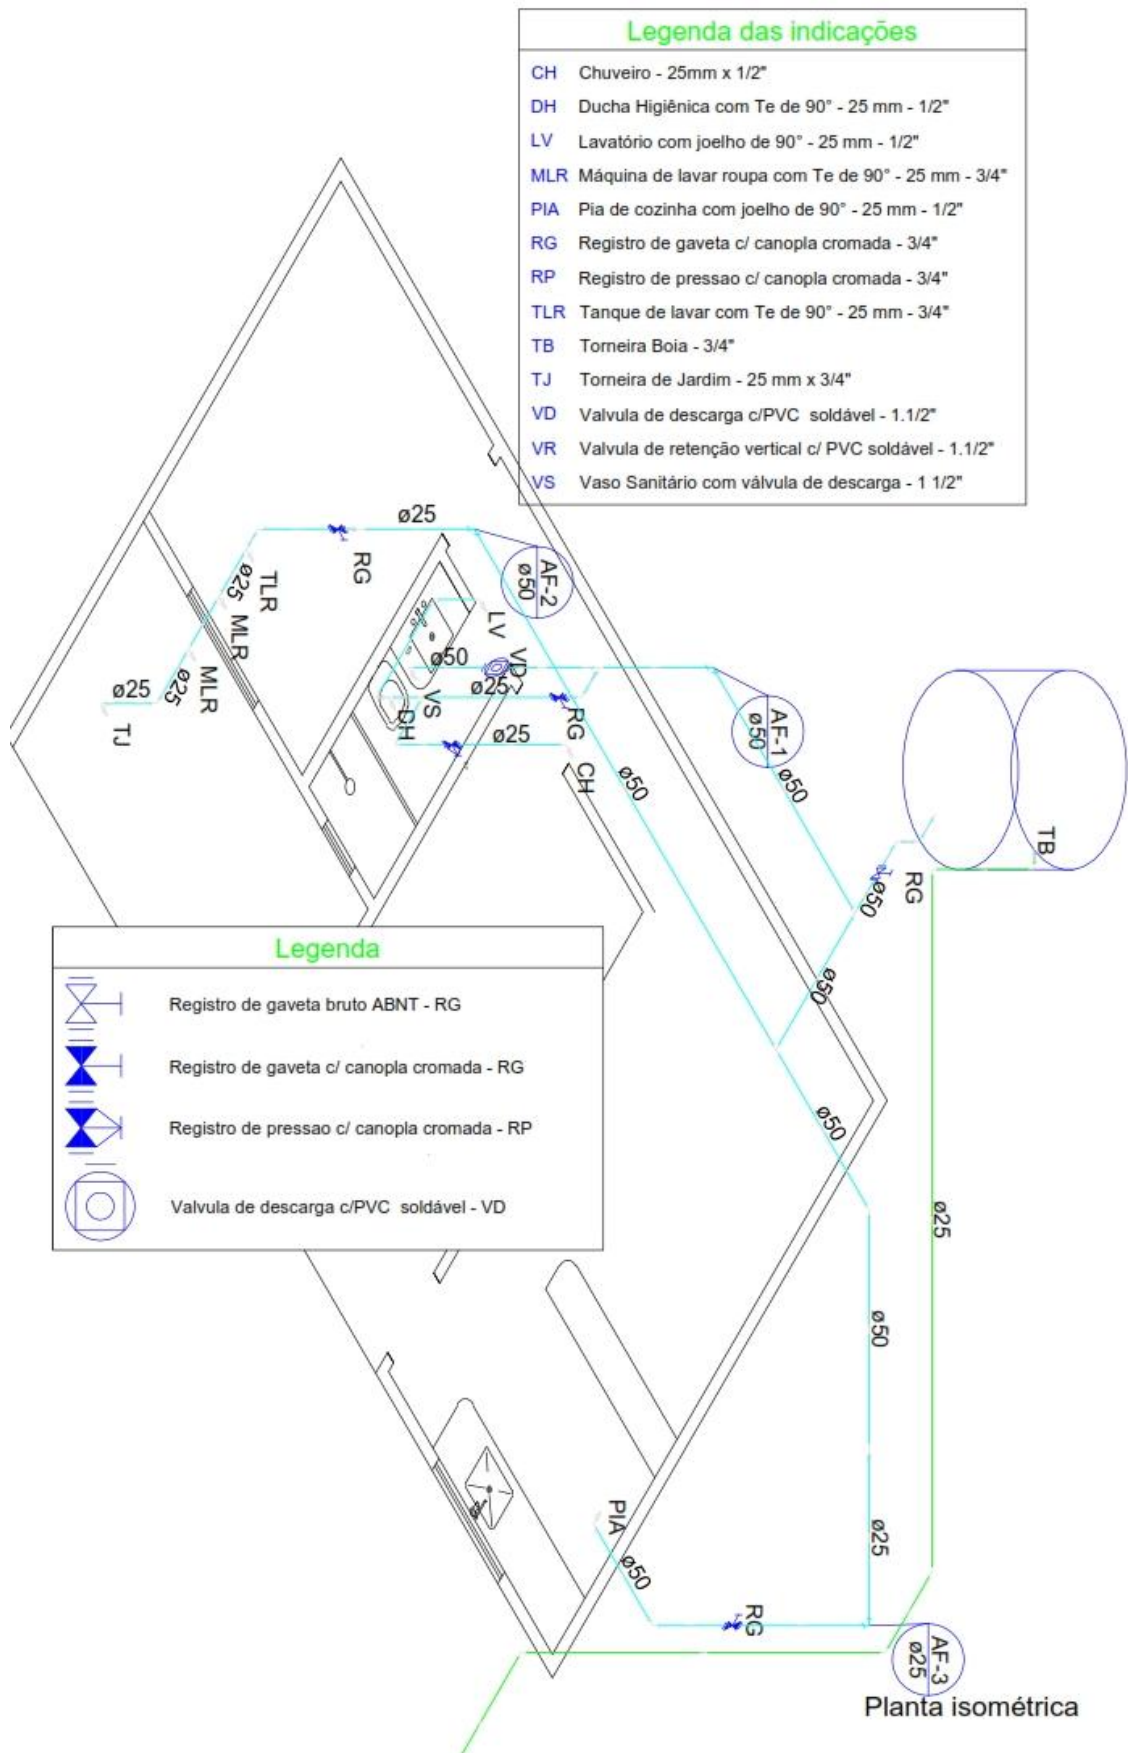 Legenda das indicações
CH Chuveiro - 25mm x 1/2"
DH Ducha Higiênica com Te de 90° - 25 mm - 1/2"
LV Lavatório com joelho de 90° - 25 mm - 1/2"
MLR Máquina de lavar roupa com Te de 90° - 25 mm - 3/4"
PIA Pia de cozinha com joelho de 90° - 25 mm - 1/2"
RG Registro de gaveta c/ canopla cromada - 3/4"
RP Registro de pressao c/ canopla cromada - 3/4"
TLR Tanque de lavar com Te de 90° - 25 mm - 3/4"
TB Torneira Boia - 3/4"
TJ Torneira de Jardim - 25 mm x 3/4"
VD Valvula de descarga c/PVC soldável - 1.1/2"
VR Valvula de retenção vertical c/ PVC soldável - 1.1/2"
VS Vaso Sanitário com válvula de descarga - 1 1/2"
ø25
RG
AF-2
ø50
TLR
ø25
MLR
LV
VD
ø50
ø25
MLR
ø25
ø25
VS
DH
RG
TJ
ø25
CH
AF-1
ø50
ø50
ø50
TB
RG
ø50
ø50
Legenda
Registro de gaveta bruto ABNT - RG
Registro de gaveta c/ canopla cromada - RG
Registro de pressao c/ canopla cromada - RP
Valvula de descarga c/PVC soldável - VD
ø50
ø25
ø50
PIA
ø25
ø50
RG
AF-3
ø25
Planta isométrica